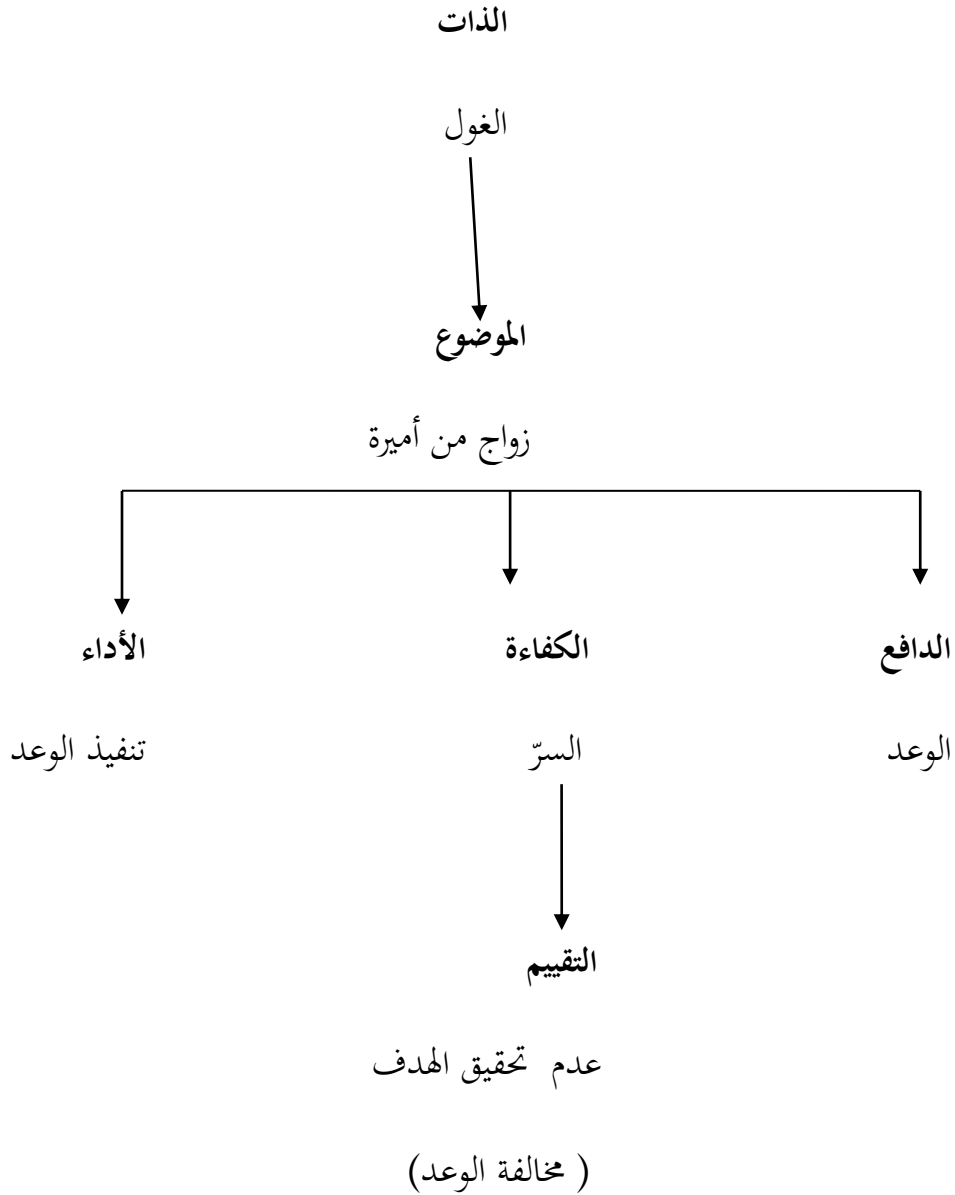 الذات
الغول
الموضوع
زواج من أميرة
الدافع الكفاءة الأداء
الوعد السرّ تنفيذ الوعد
التقييم
عدم تحقيق الهدف
( مخالفة الوعد)